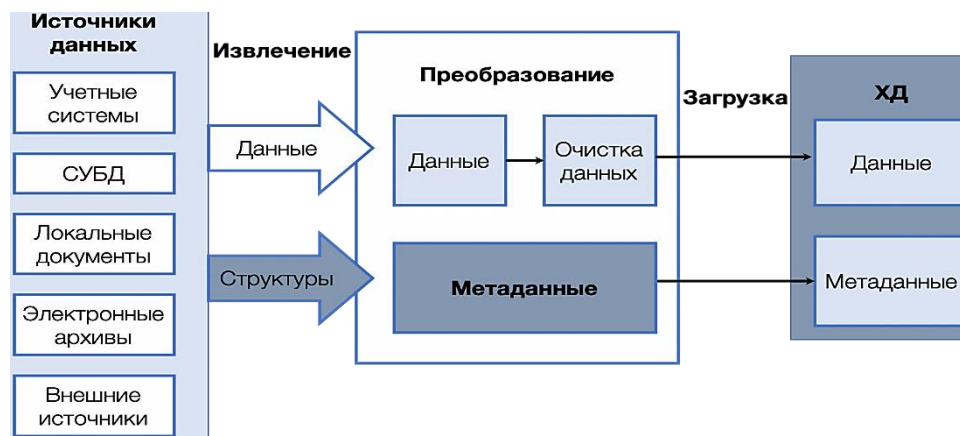 Источники
данных
Учетные
системы
СУБД
Локальные
документы
Электронные
архивы
Внешние
источники
Извлечение
Данные
Структуры
Преобразование
Данные
Очистка
данных
Метаданные
Загрузка
ХД
Данные
Метаданные